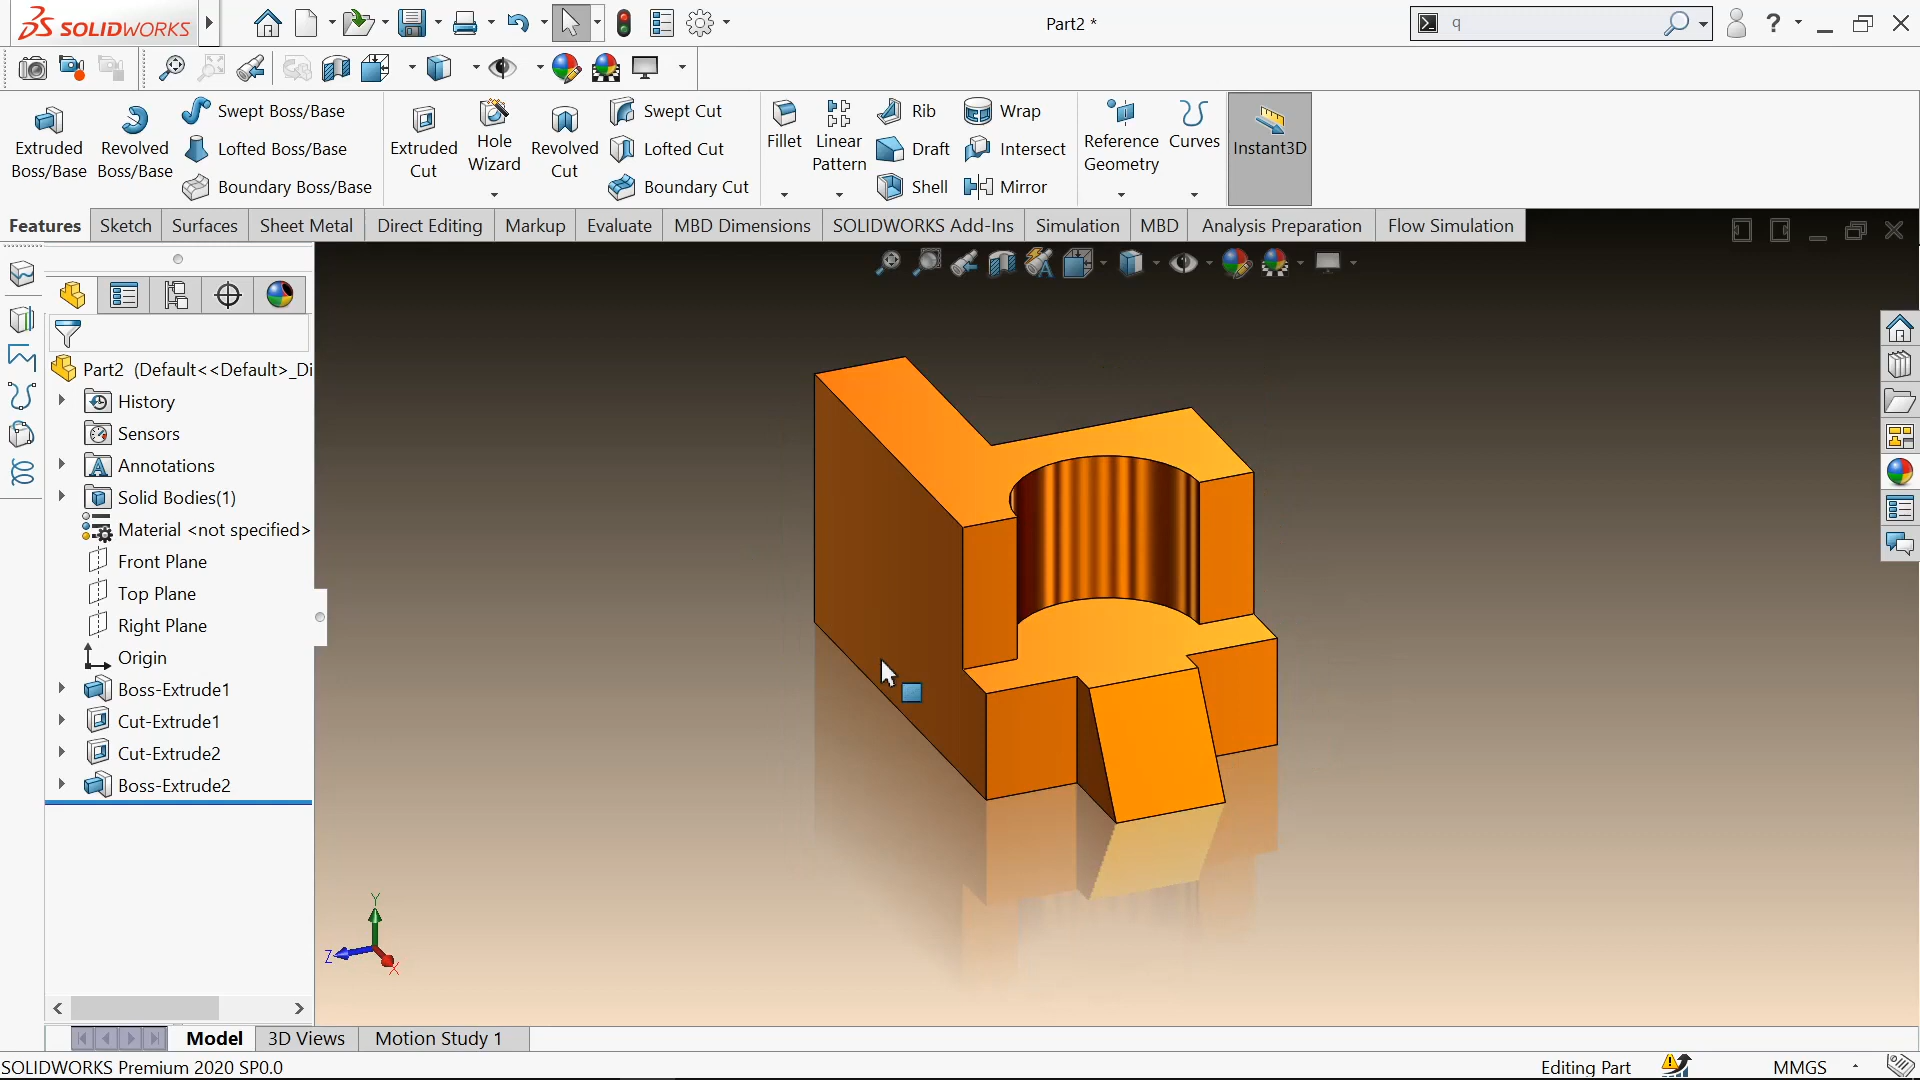 SOLIDWORKS
Part2 *
q
?
Extruded Boss/Base
Revolved Boss/Base
Swept Boss/Base
Lofted Boss/Base
Boundary Boss/Base
Extruded Cut
Hole Wizard
Revolved Cut
Swept Cut
Lofted Cut
Boundary Cut
Fillet
Linear Pattern
Rib
Draft
Shell
Wrap
Intersect
Mirror
Reference Geometry
Curves
Instant3D
Features
Sketch
Surfaces
Sheet Metal
Direct Editing
Markup
Evaluate
MBD Dimensions
SOLIDWORKS Add-Ins
Simulation
MBD
Analysis Preparation
Flow Simulation
Part2 (Default<<Default>_Di
History
Sensors
Annotations
Solid Bodies(1)
Material <not specified>
Front Plane
Top Plane
Right Plane
Origin
Boss-Extrude1
Cut-Extrude1
Cut-Extrude2
Boss-Extrude2
Y
Z
X
Model
3D Views
Motion Study 1
SOLIDWORKS Premium 2020 SP0.0
Editing Part
MMGS